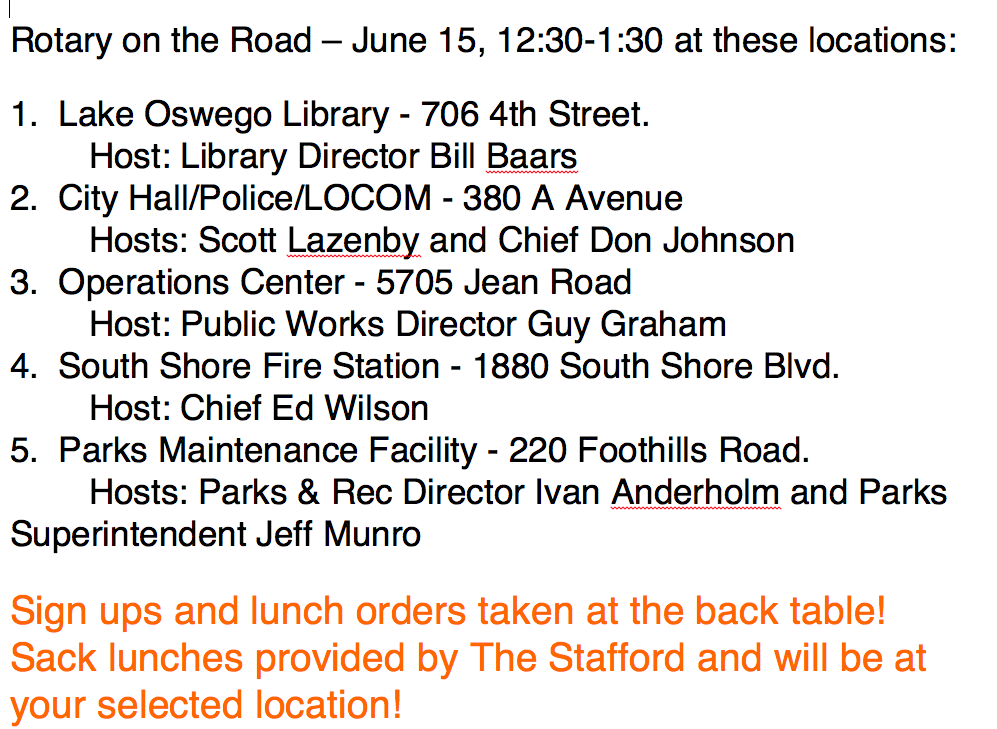 Rotary on the Road – June 15, 12:30-1:30 at these locations:
1. Lake Oswego Library - 706 4th Street.
Host: Library Director Bill Baars
2. City Hall/Police/LOCOM - 380 A Avenue
Hosts: Scott Lazenby and Chief Don Johnson
3. Operations Center - 5705 Jean Road
Host: Public Works Director Guy Graham
4. South Shore Fire Station - 1880 South Shore Blvd.
Host: Chief Ed Wilson
5. Parks Maintenance Facility - 220 Foothills Road.
Hosts: Parks & Rec Director Ivan Anderholm and Parks
Superintendent Jeff Munro
Sign ups and lunch orders taken at the back table!
Sack lunches provided by The Stafford and will be at
your selected location!